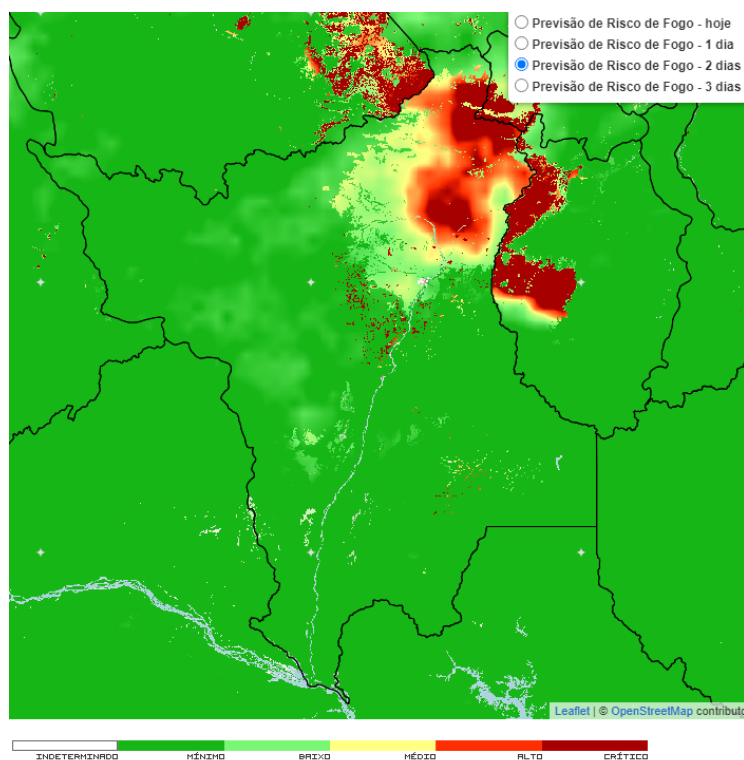 Previsão de Risco de Fogo - hoje
Previsão de Risco de Fogo - 1 dia
Previsão de Risco de Fogo - 2 dias
Previsão de Risco de Fogo - 3 dias
Leaflet | © OpenStreetMap contributo
INDETERMINADO MÍNIMO BAIXO MÉDIO ALTO CRÍTICO